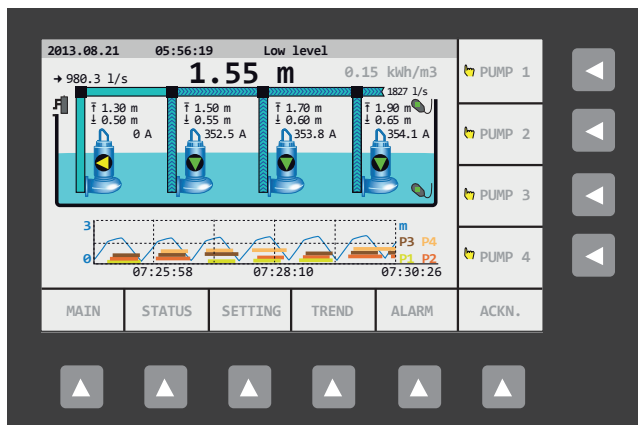 2013.08.21 05:56:19 Low level
980.3 l/s 1.55 m 0.15 kWh/m3 PUMP 1
1827 l/s
1.30 m 1.50 m 1.70 m 1.90 m
0.50 m 0.55 m 0.60 m 0.65 m
0 A 352.5 A 353.8 A 354.1 A PUMP 2
PUMP 3
3 m
P3 P4
0 P1 P2 PUMP 4
07:25:58 07:28:10 07:30:26
MAIN STATUS SETTING TREND ALARM ACKN.